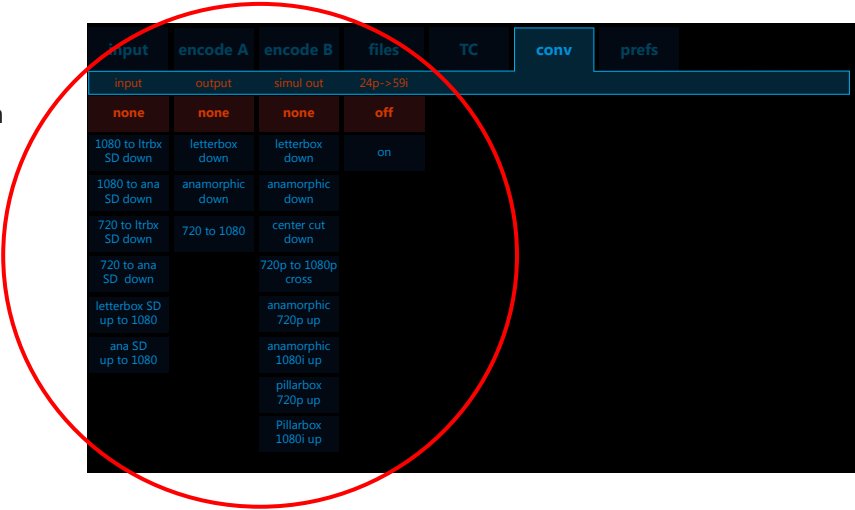 input encode A encode B files TC conv prefs
input output simul out 24p->59i
none none none off
1080 to ltrbx letterbox letterbox on
SD down down down
1080 to ana anamorphic anamorphic
SD down down down
720 to ltrbx 720 to 1080 center cut
SD down down
720 to ana 720p to 1080p
SD down cross
letterbox SD anamorphic
up to 1080 720p up
ana SD anamorphic
up to 1080 1080i up
pillarbox
720p up
Pillarbox
1080i up